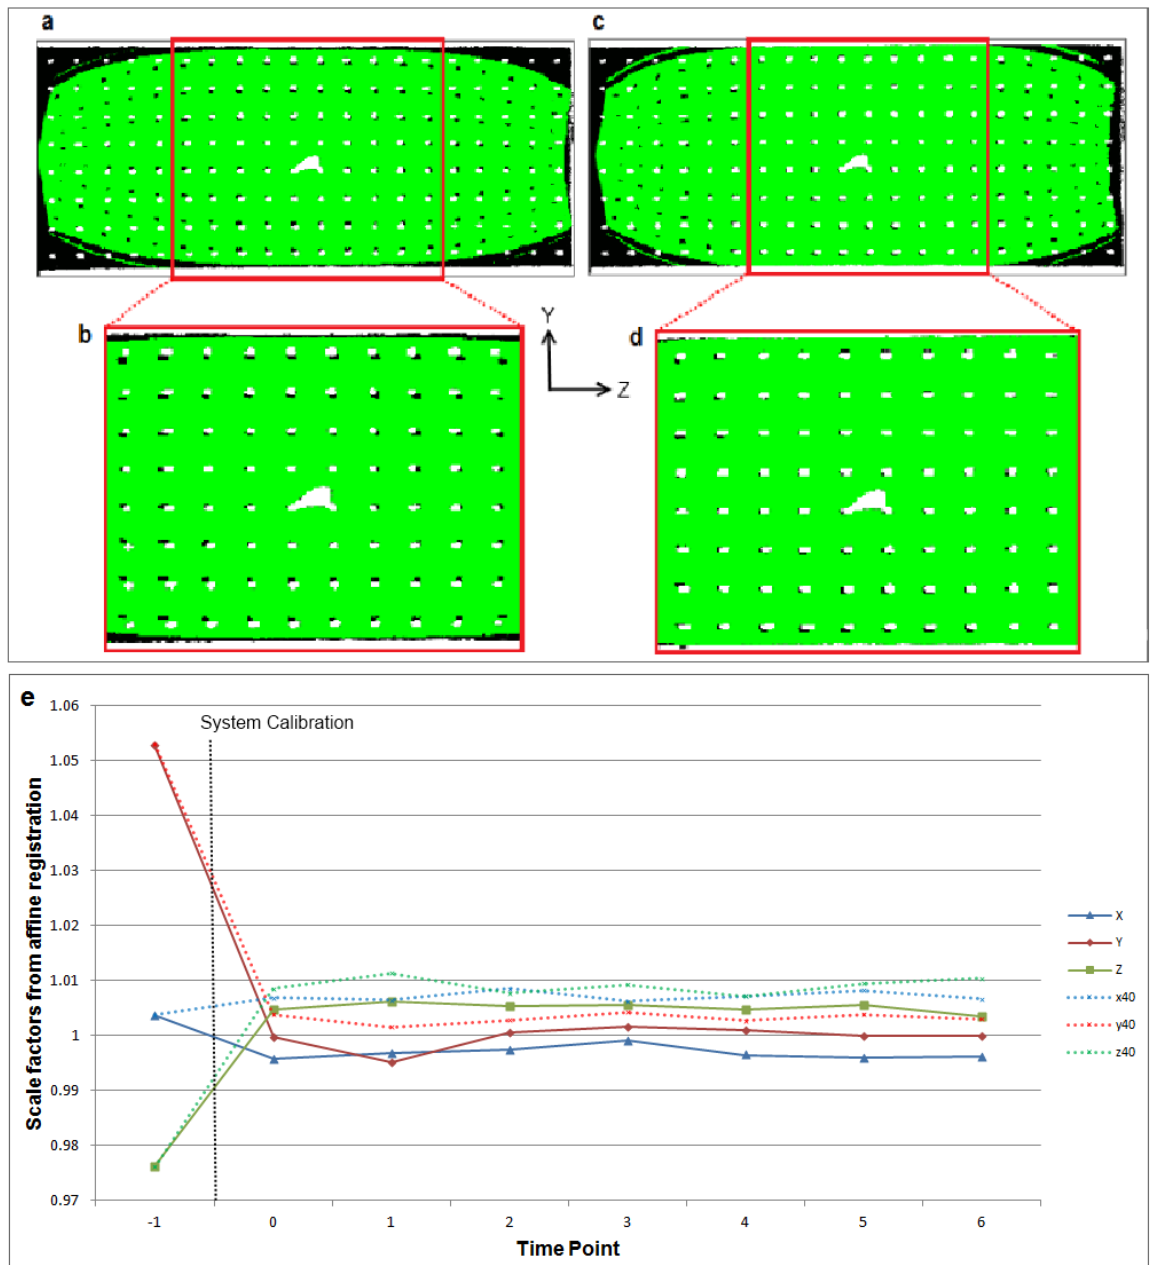 a
c
b
Y
Z
d
e
System Calibration
Scale factors from affine registration
1.06
1.05
1.04
1.03
1.02
1.01
1
0.99
0.98
0.97
-1 0 1 2 3 4 5 6
Time Point
X
Y
Z
x40
y40
z40